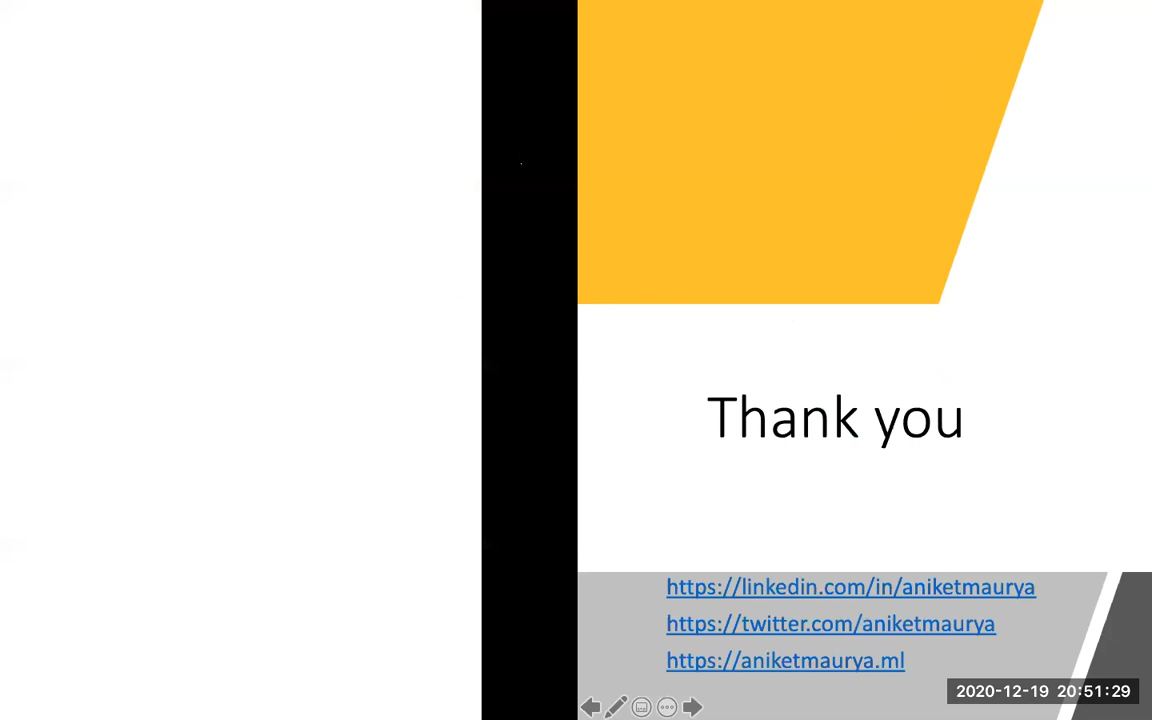 Thank you
https://linkedin.com/in/aniketmaurya
https://twitter.com/aniketmaurya
https://aniketmaurya.ml
2020-12-19 20:51:29